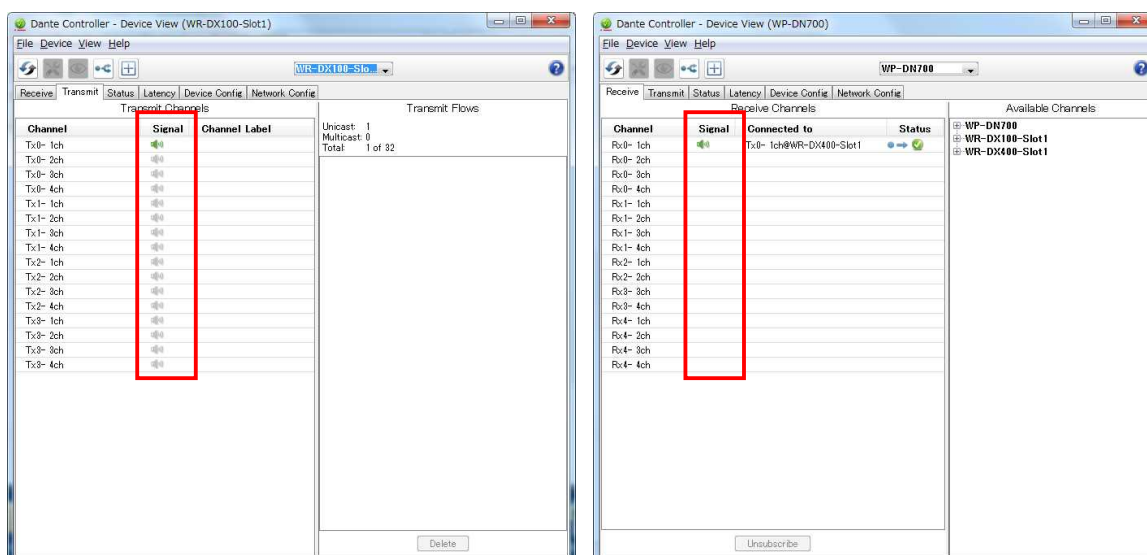 Dante Controller - Device View (WR-DX100-Slot1)
File Device View Help
WR-DX100-Slo...
Receive Transmit Status Latency Device Config Network Config
Transmit Channels
Channel Signal Channel Label
Tx0- 1ch
Tx0- 2ch
Tx0- 3ch
Tx0- 4ch
Tx1- 1ch
Tx1- 2ch
Tx1- 3ch
Tx1- 4ch
Tx2- 1ch
Tx2- 2ch
Tx2- 3ch
Tx2- 4ch
Tx3- 1ch
Tx3- 2ch
Tx3- 3ch
Tx3- 4ch
Transmit Flows
Unicast: 1
Multicast: 0
Total: 1 of 32
Delete
Dante Controller - Device View (WP-DN700)
File Device View Help
WP-DN700
Receive Transmit Status Latency Device Config Network Config
Receive Channels
Channel Signal Connected to Status
Rx0- 1ch Tx0- 1ch@WR-DX400-Slot1
Rx0- 2ch
Rx0- 3ch
Rx0- 4ch
Rx1- 1ch
Rx1- 2ch
Rx1- 3ch
Rx1- 4ch
Rx2- 1ch
Rx2- 2ch
Rx3- 3ch
Rx3- 4ch
Rx4- 1ch
Rx4- 2ch
Rx4- 3ch
Rx4- 4ch
Available Channels
WP-DN700
WR-DX100-Slot1
WR-DX400-Slot1
Unsubscribe